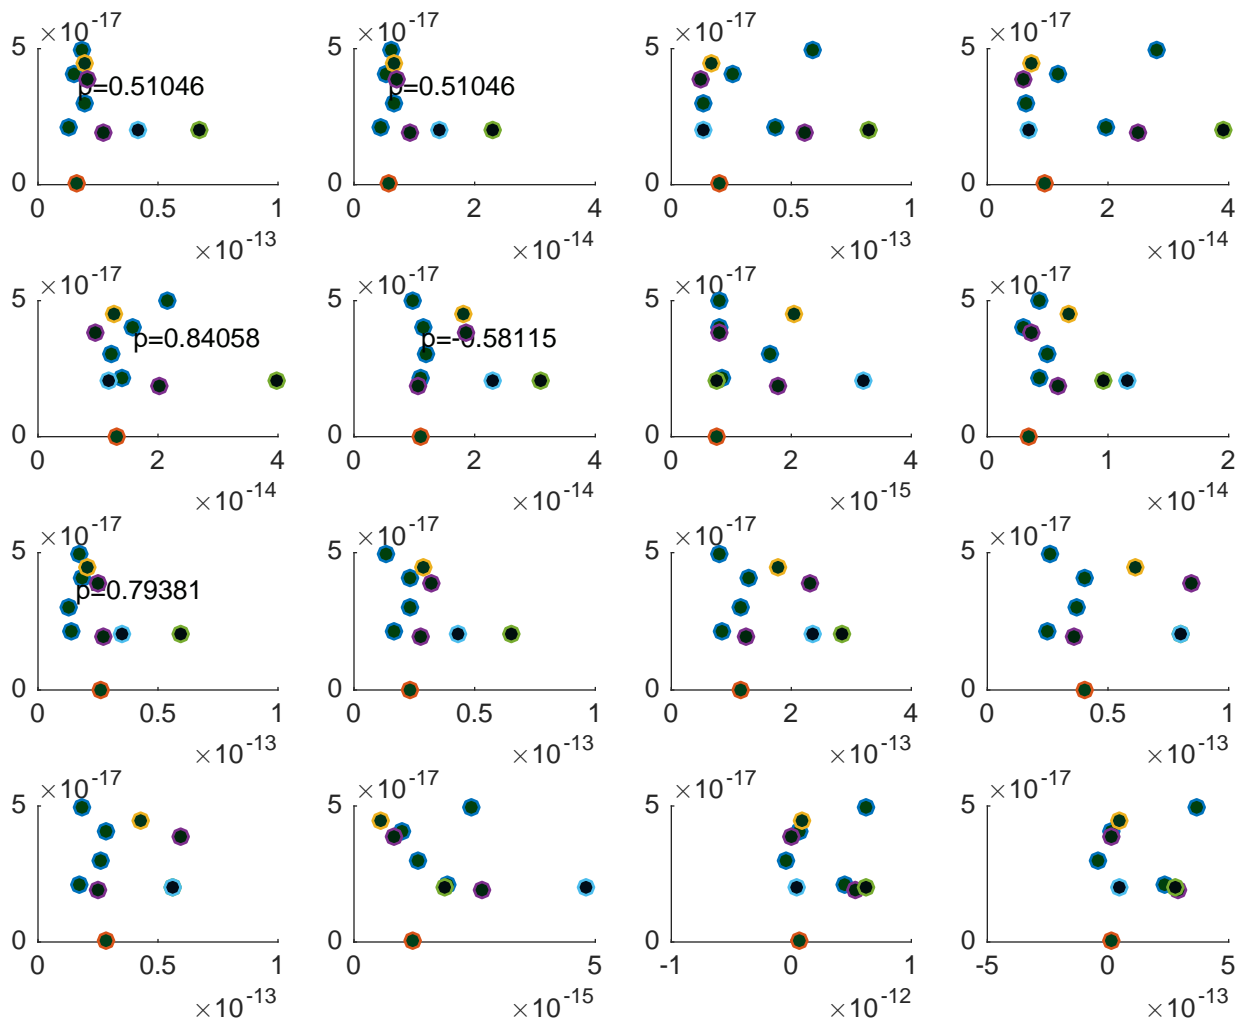 ×10-17 ×10-17 ×10-17 ×10-17
5 5 5 5
p=0.51046 p=0.51046
0 0 0 0
0 0.5 1 0 2 4 0 0.5 1 0 2 4
×10-13 ×10-14 ×10-13 ×10-14
×10-17 ×10-17 ×10-17 ×10-17
5 5 5 5
p=0.84058 p=-0.58115
0 0 0 0
0 2 4 0 2 4 0 2 4 0 1 2
×10-14 ×10-14 ×10-15 ×10-14
×10-17 ×10-17 ×10-17 ×10-17
5 5 5 5
p=0.79381
0 0 0 0
0 0.5 1 0 0.5 1 0 2 4 0 0.5 1
×10-13 ×10-13 ×10-13 ×10-13
×10-17 ×10-17 ×10-17 ×10-17
5 5 5 5
0 0 0 0
0 0.5 1 0 5 -1 0 1 -5 0 5
×10-13 ×10-15 ×10-12 ×10-13